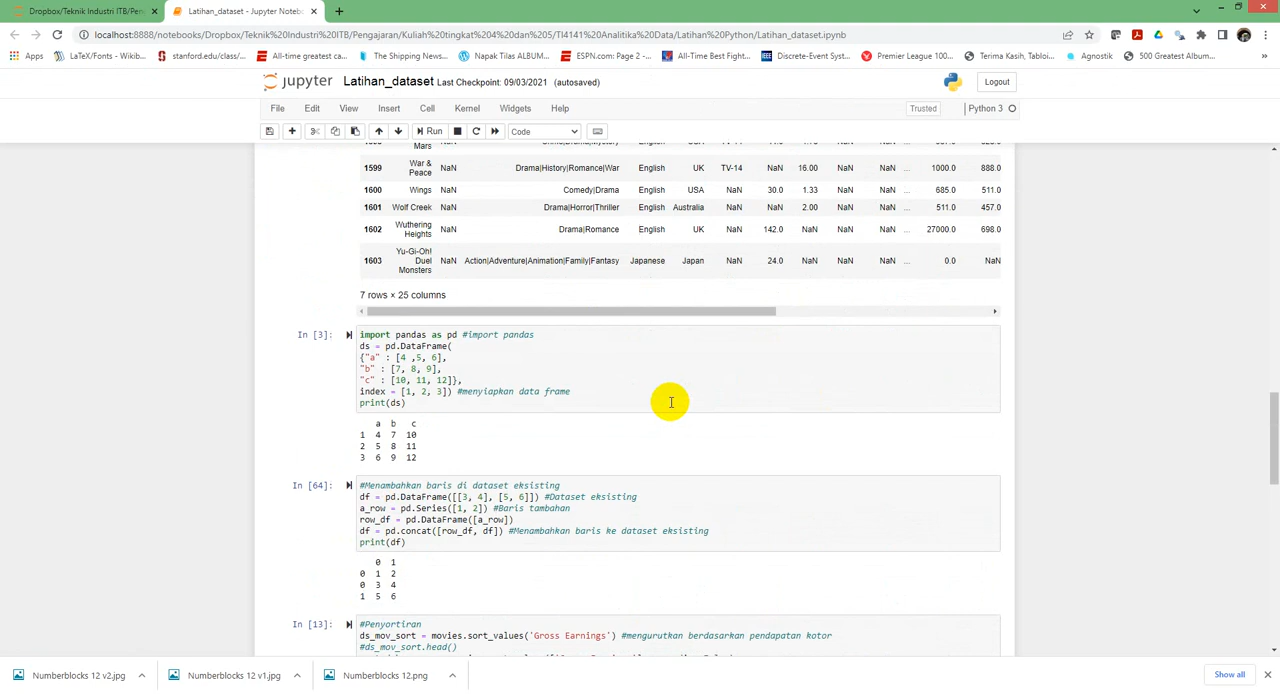 Dropbox/Teknik Industri ITB/Pen
Latihan_dataset - Jupyter Noteb
localhost:8888/notebooks/Dropbox/Teknik%20Industri%20ITB/Pengajaran/Kuliah%20tingkat%204%20dan%205/TI4141%20Analitika%20Data/Latihan%20Python/Latihan_dataset.ipynb
Apps
LaTeX/Fonts - Wikib...
stanford.edu/class/...
All-time greatest ca...
The Shipping News...
Napak Tilas ALBUM...
ESPN.com: Page 2 -...
All-Time Best Fight...
Discrete-Event Syst...
Premier League 100...
Terima Kasih, Tabloi...
Agnostik
500 Greatest Album...
jupyter Latihan_dataset Last Checkpoint: 09/03/2021 (autosaved)
Logout
File Edit View Insert Cell Kernel Widgets Help
Trusted
Python 3
Run
Code
Mars
1599 War & Peace NaN Drama|History|Romance|War English UK TV-14 NaN 16.00 NaN NaN ... 1000.0 888.0
1600 Wings NaN Comedy|Drama English USA NaN 30.0 1.33 NaN NaN ... 685.0 511.0
1601 Wolf Creek NaN Drama|Horror|Thriller English Australia NaN NaN 2.00 NaN NaN ... 511.0 457.0
1602 Wuthering Heights NaN Drama|Romance English UK NaN 142.0 NaN NaN NaN ... 27000.0 698.0
1603 Yu-Gi-Oh! Duel Monsters NaN Action|Adventure|Animation|Family|Fantasy Japanese Japan NaN 24.0 NaN NaN NaN ... 0.0 NaN
7 rows × 25 columns
In [3]:
import pandas as pd #import pandas
ds = pd.DataFrame(
{"a" : [4 ,5, 6],
"b" : [7, 8, 9],
"c" : [10, 11, 12]},
index = [1, 2, 3]) #menyiapkan data frame
print(ds)
a b c
1 4 7 10
2 5 8 11
3 6 9 12
In [64]:
#Menambahkan baris di dataset eksisting
df = pd.DataFrame([[3, 4], [5, 6]]) #Dataset eksisting
a_row = pd.Series([1, 2]) #Baris tambahan
row_df = pd.DataFrame([a_row])
df = pd.concat([row_df, df]) #Menambahkan baris ke dataset eksisting
print(df)
0 1
0 1 2
0 3 4
1 5 6
In [13]:
#Penyortiran
ds_mov_sort = movies.sort_values('Gross Earnings') #mengurutkan berdasarkan pendapatan kotor
#ds_mov_sort.head()
Numberblocks 12 v2.jpg
Numberblocks 12 v1.jpg
Numberblocks 12.png
Show all